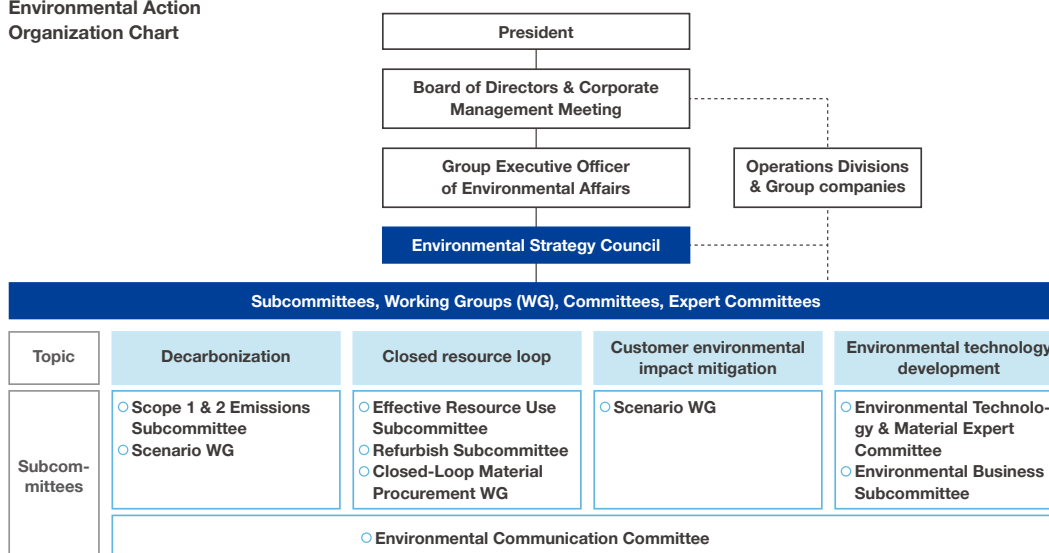 Environmental Action
Organization Chart
President
Board of Directors & Corporate
Management Meeting
Group Executive Officer
of Environmental Affairs
Operations Divisions
& Group companies
Environmental Strategy Council
Subcommittees, Working Groups (WG), Committees, Expert Committees
Topic
Decarbonization
Closed resource loop
Customer environmental
impact mitigation
Environmental technology
development
Subcom-
mittees
Scope 1 & 2 Emissions
Subcommittee
Scenario WG
Effective Resource Use
Subcommittee
Refurbish Subcommittee
Closed-Loop Material
Procurement WG
Scenario WG
Environmental Technolo-
gy & Material Expert
Committee
Environmental Business
Subcommittee
Environmental Communication Committee